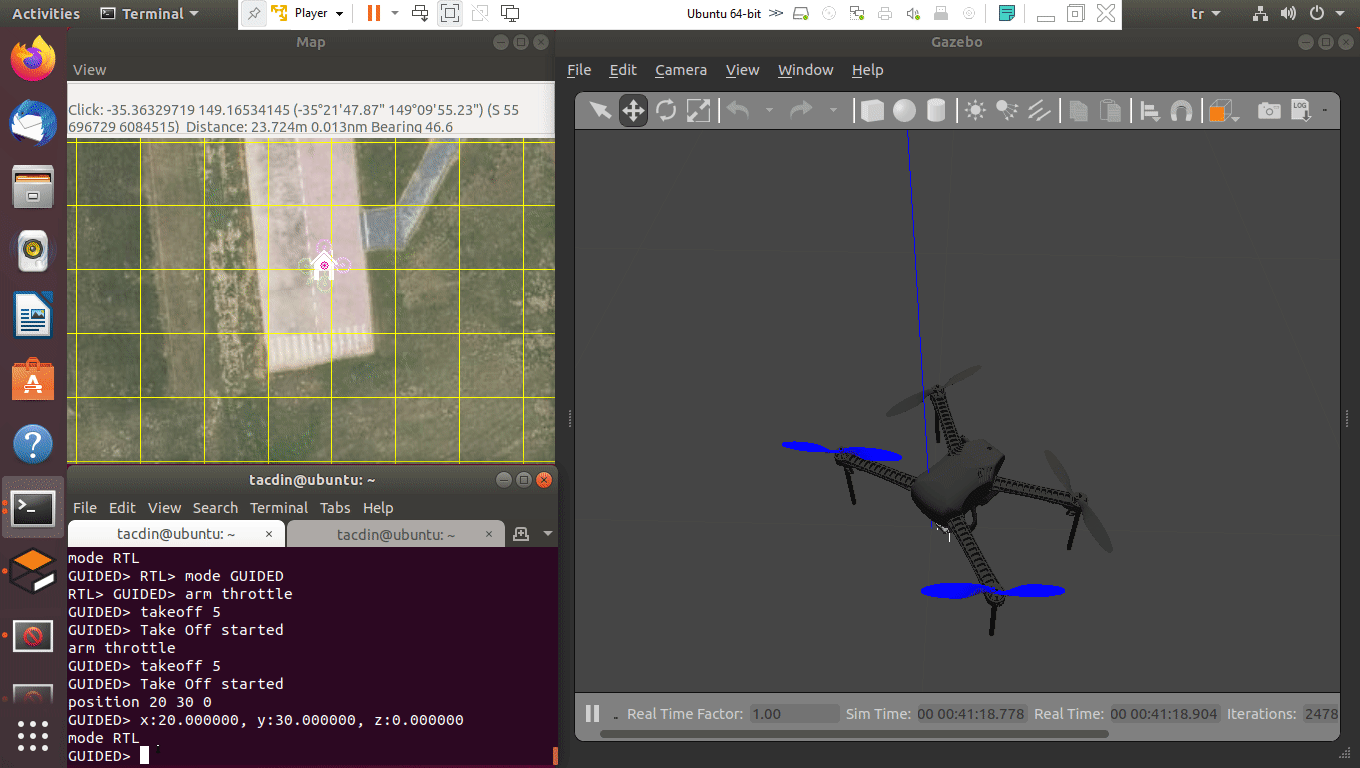 Activities
Terminal
Player
Ubuntu 64-bit
tr
Map
View
Click: -35.36329719 149.16534145 (-35°21'47.87" 149°09'55.23") (S 55
696729 6084515) Distance: 23.724m 0.013nm Bearing 46.6
Gazebo
File Edit Camera View Window Help
LOG
tacdin@ubuntu: ~
File Edit View Search Terminal Tabs Help
tacdin@ubuntu: ~ × tacdin@ubuntu: ~ ×
mode RTL
GUIDED> RTL> mode GUIDED
RTL> GUIDED> arm throttle
GUIDED> takeoff 5
GUIDED> Take Off started
arm throttle
GUIDED> takeoff 5
GUIDED> Take Off started
position 20 30 0
GUIDED> x:20.000000, y:30.000000, z:0.000000
mode RTL
GUIDED>
Real Time Factor: 1.00 Sim Time: 00 00:41:18.778 Real Time: 00 00:41:18.904 Iterations: 2478